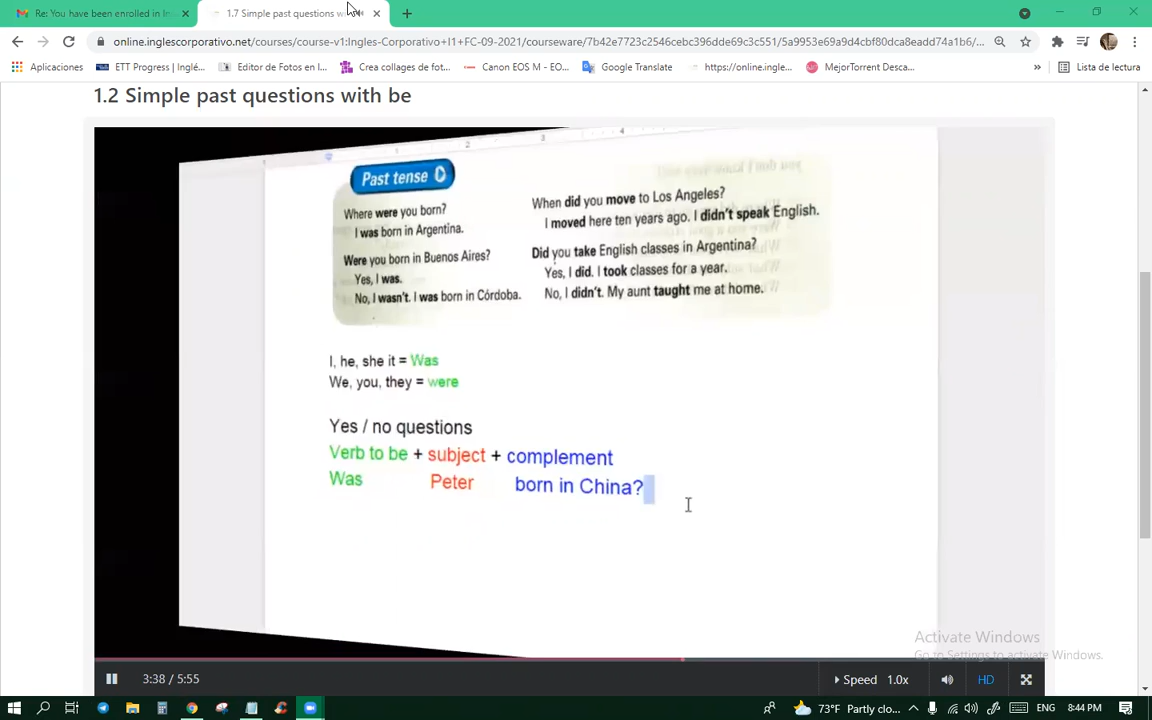 Re: You have been enrolled in In
1.7 Simple past questions w
online.inglescorporativo.net/courses/course-v1:Ingles-Corporativo+I1+FC-09-2021/courseware/7b42e7723c2546cebc396dde69c3c551/5a9953e69a9d4cbf80dca8eadd74a1b6/...
Aplicaciones
ETT Progress | Inglé...
Editor de Fotos en l...
Crea collages de fot...
Canon EOS M - EO...
Google Translate
https://online.ingle...
MejorTorrent Desca...
»
Lista de lectura
1.2 Simple past questions with be
1 2 3 4
Past tense
Where were you born?
I was born in Argentina.
Were you born in Buenos Aires?
Yes, I was.
No, I wasn't. I was born in Córdoba.
When did you move to Los Angeles?
I moved here ten years ago. I didn't speak English.
Did you take English classes in Argentina?
Yes, I did. I took classes for a year.
No, I didn't. My aunt taught me at home.
I, he, she it = Was
We, you, they = were
Yes / no questions
Verb to be + subject + complement
Was Peter born in China?
Activate Windows
Go to Settings to activate Windows.
3:38 / 5:55
Speed 1.0x
HD
73°F Partly clo...
ENG
8:44 PM